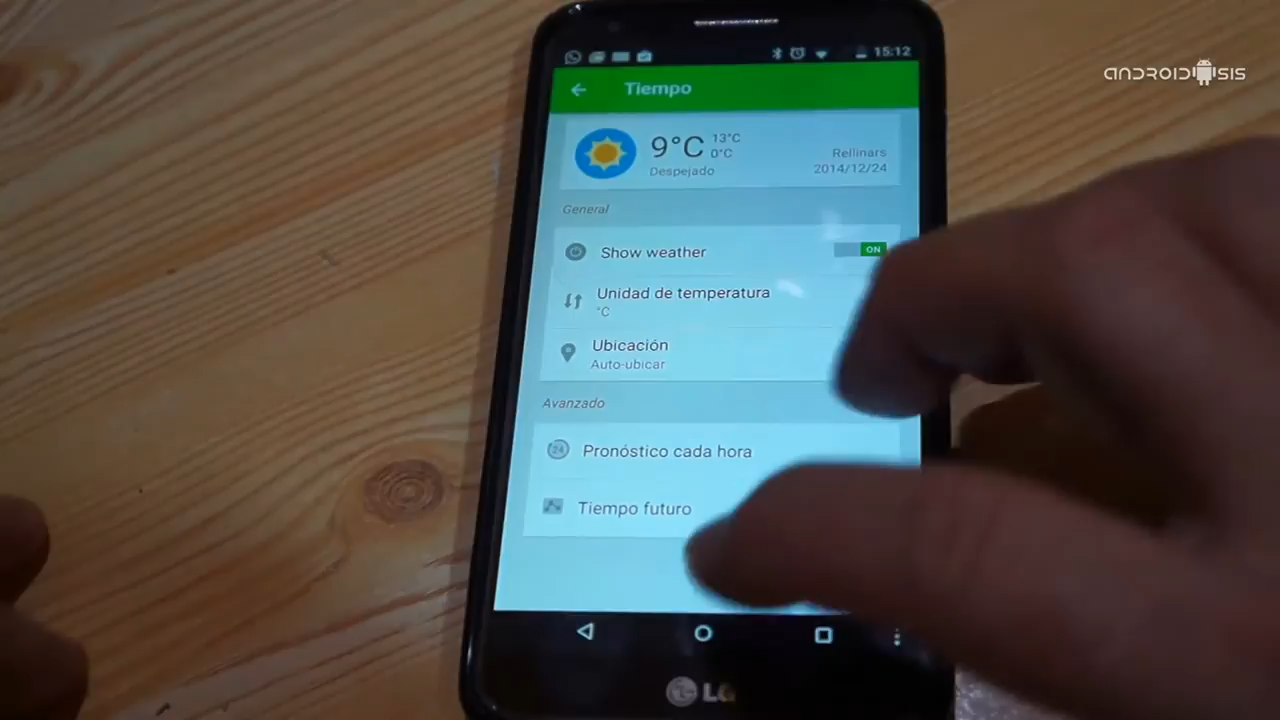 15:12
ANDROIDSIS
Tiempo
9°C
13°C
0°C
Despejado
Rellinars
2014/12/24
General
Show weather
ON
Unidad de temperatura
°C
Ubicación
Auto-ubicar
Avanzado
24
Pronóstico cada hora
Tiempo futuro
LG